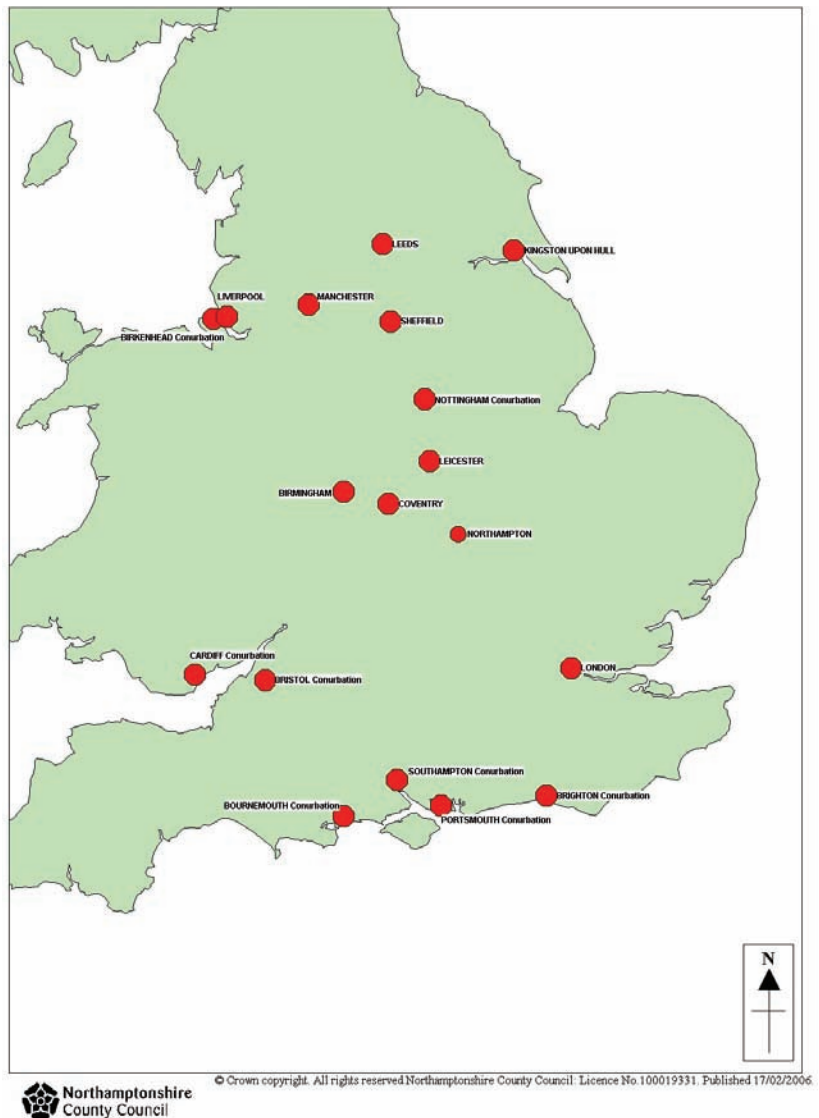 LEEDS
KINGSTON UPON HULL
LIVERPOOL
MANCHESTER
SHEFFIELD
BIRKENHEAD Conurbation
NOTTINGHAM Conurbation
LEICESTER
BIRMINGHAM
COVENTRY
NORTHAMPTON
CARDIFF Conurbation
LONDON
BRISTOL Conurbation
SOUTHAMPTON Conurbation
BRIGHTON Conurbation
BOURNEMOUTH Conurbation
PORTSMOUTH Conurbation
N
© Crown copyright. All rights reserved Northamptonshire County Council: Licence No.100019331. Published 17/02/2006.
Northamptonshire
County Council